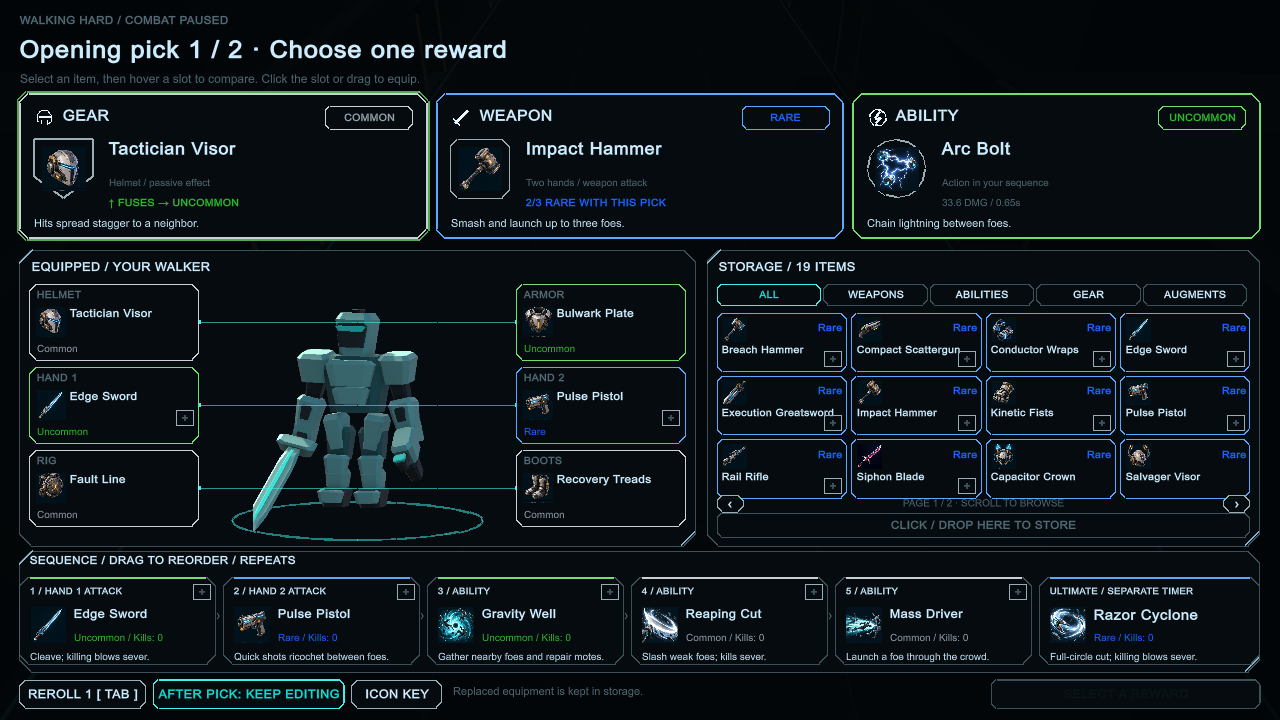 WALKING HARD / COMBAT PAUSED
Opening pick 1 / 2 · Choose one reward
Select an item, then hover a slot to compare. Click the slot or drag to equip.
GEAR
COMMON
Tactician Visor
Helmet / passive effect
↑ FUSES → UNCOMMON
Hits spread stagger to a neighbor.
WEAPON
RARE
Impact Hammer
Two hands / weapon attack
2/3 RARE WITH THIS PICK
Smash and launch up to three foes.
ABILITY
UNCOMMON
Arc Bolt
Action in your sequence
33.6 DMG / 0.65s
Chain lightning between foes.
EQUIPPED / YOUR WALKER
HELMET
Tactician Visor
Common
ARMOR
Bulwark Plate
Uncommon
HAND 1
Edge Sword
+
Uncommon
HAND 2
Pulse Pistol
+
Rare
RIG
Fault Line
Common
BOOTS
Recovery Treads
Common
STORAGE / 19 ITEMS
ALL
WEAPONS
ABILITIES
GEAR
AUGMENTS
Rare
Breach Hammer
+
Rare
Compact Scattergun
+
Rare
Conductor Wraps
+
Rare
Edge Sword
+
Rare
Execution Greatsword
+
Rare
Impact Hammer
+
Rare
Kinetic Fists
+
Rare
Pulse Pistol
+
Rare
Rail Rifle
+
Rare
Siphon Blade
+
Rare
Capacitor Crown
Rare
Salvager Visor
‹
PAGE 1 / 2 · SCROLL TO BROWSE
›
CLICK / DROP HERE TO STORE
SEQUENCE / DRAG TO REORDER / REPEATS
1 / HAND 1 ATTACK
+
Edge Sword
Uncommon / Kills: 0
Cleave; killing blows sever.
›
2 / HAND 2 ATTACK
+
Pulse Pistol
Rare / Kills: 0
Quick shots ricochet between foes.
›
3 / ABILITY
+
Gravity Well
Uncommon / Kills: 0
Gather nearby foes and repair motes.
›
4 / ABILITY
+
Reaping Cut
Common / Kills: 0
Slash weak foes; kills sever.
›
5 / ABILITY
+
Mass Driver
Common / Kills: 0
Launch a foe through the crowd.
ULTIMATE / SEPARATE TIMER
Razor Cyclone
Rare / Kills: 0
Full-circle cut; killing blows sever.
REROLL 1 [ TAB ]
AFTER PICK: KEEP EDITING
ICON KEY
Replaced equipment is kept in storage.
SELECT A REWARD